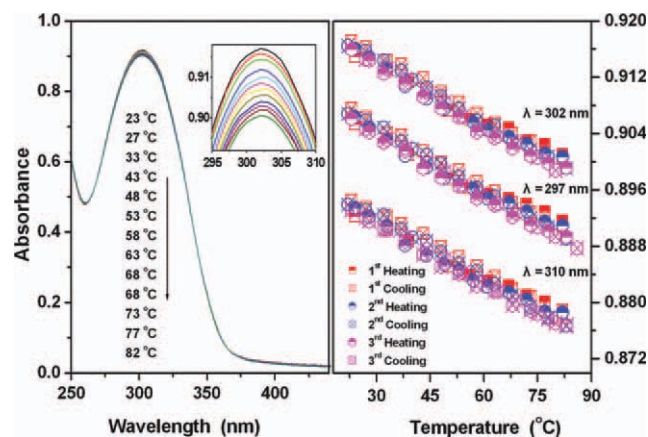 1.0
0.8
0.6
0.4
0.2
0.0
Absorbance
250
300
350
400
Wavelength (nm)
23 °C
27 °C
33 °C
43 °C
48 °C
53 °C
58 °C
63 °C
68 °C
68 °C
73 °C
77 °C
82 °C
0.91
0.90
295
300
305
310
λ = 302 nm
λ = 297 nm
λ = 310 nm
1st Heating
1st Cooling
2nd Heating
2nd Cooling
3rd Heating
3rd Cooling
15
30
45
60
75
90
Temperature (°C)
0.920
0.912
0.904
0.896
0.888
0.880
0.872